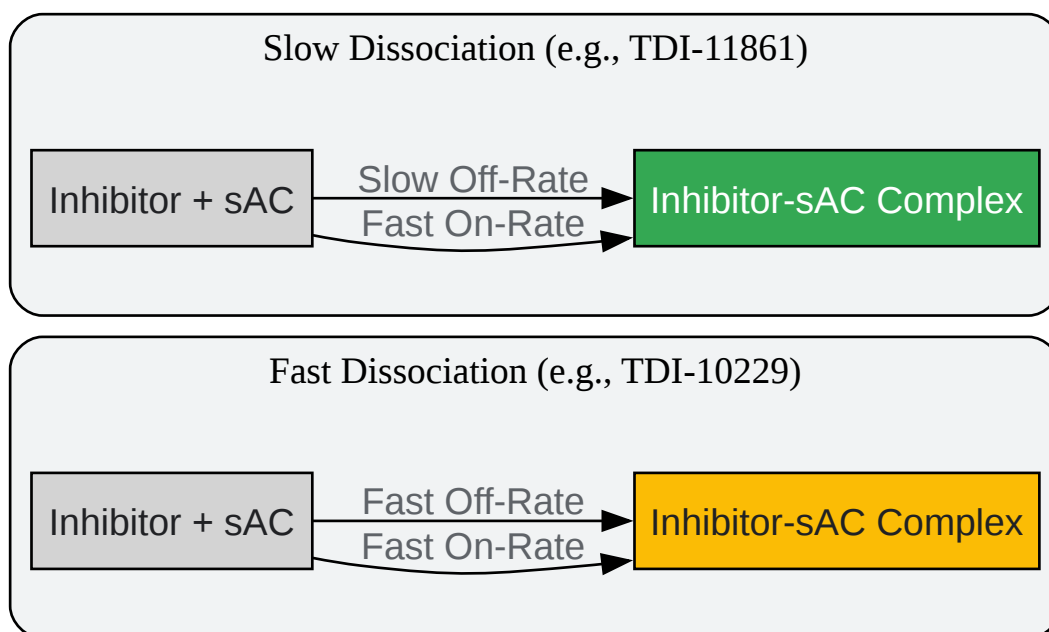 Slow Dissociation (e.g., TDI-11861)
Inhibitor + sAC
Slow Off-Rate
Fast On-Rate
Inhibitor-sAC Complex
Fast Dissociation (e.g., TDI-10229)
Inhibitor + sAC
Fast Off-Rate
Fast On-Rate
Inhibitor-sAC Complex